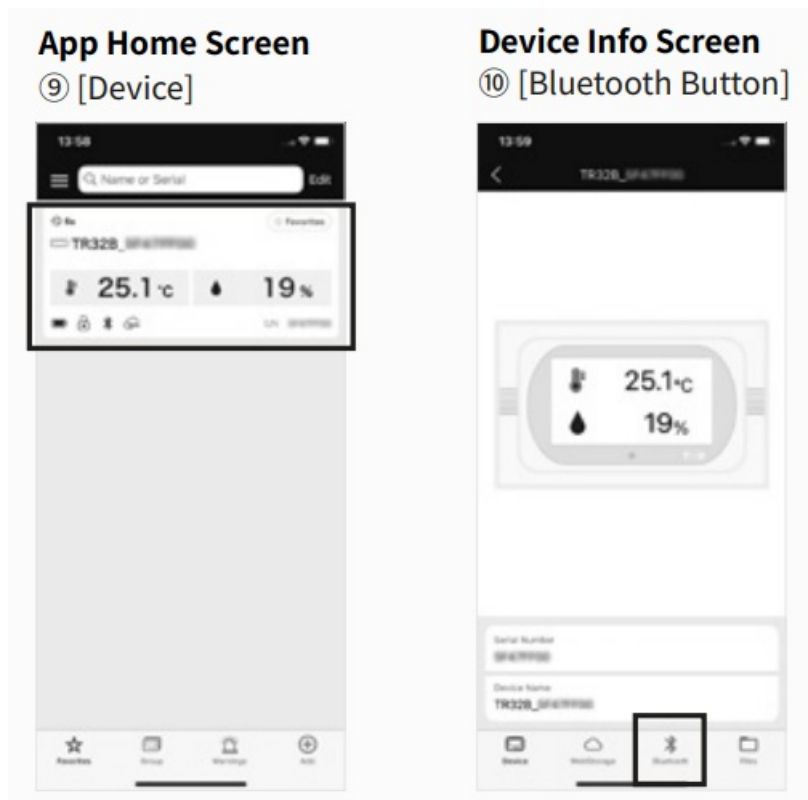 App Home Screen
⑨ [Device]
13:58
Name or Serial
Edit
Favorites
TR32B_
25.1 °C
19 %
S/N
Favorites
Group
Warnings
Add
Device Info Screen
⑩ [Bluetooth Button]
13:59
TR32B_
25.1 °C
19%
Serial Number
Device Name
TR32B_
Device
WebStorage
Bluetooth
Files